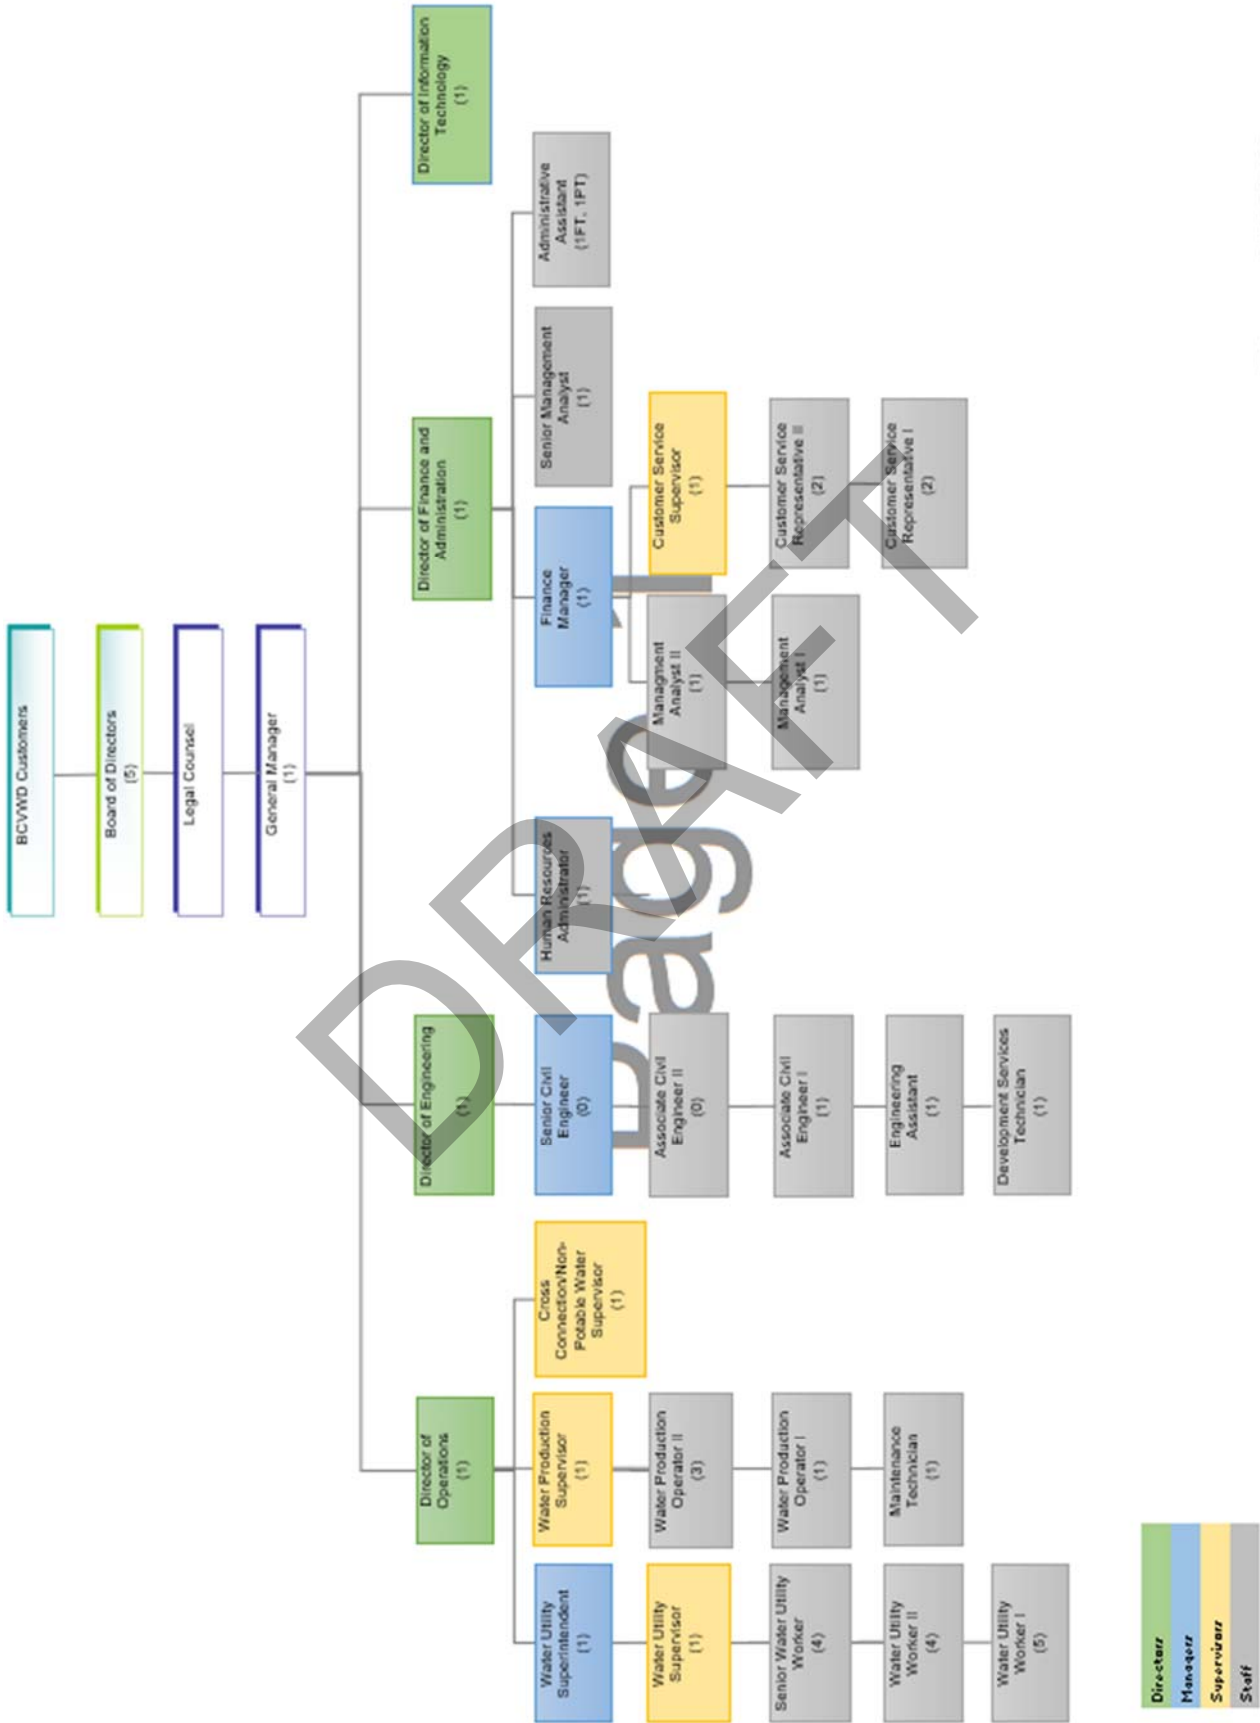 BCVWD Customers
Board of Directors
(5)
Legal Counsel
General Manager
(1)
Director of
Operations
(1)
Director of Engineering
(1)
Director of Finance and
Administration
(1)
Director of Information
Technology
(1)
Water Utility
Superintendent
(1)
Water Production
Supervisor
(1)
Cross
Connection/Non-
Potable Water
Supervisor
(1)
Senior Civil
Engineer
(0)
Human Resources
Administrator
(1)
Finance
Manager
(1)
Senior Management
Analyst
(1)
Administrative
Assistant
(1FT, 1PT)
Water Utility
Supervisor
(1)
Water Production
Operator II
(3)
Associate Civil
Engineer II
(0)
Managment
Analyst II
(1)
Customer Service
Supervisor
(1)
Senior Water Utility
Worker
(4)
Water Production
Operator I
(1)
Associate Civil
Engineer I
(1)
Management
Analyst I
(1)
Customer Service
Representative II
(2)
Water Utility
Worker II
(4)
Maintenance
Technician
(1)
Engineering
Assistant
(1)
Customer Service
Representative I
(2)
Water Utility
Worker I
(5)
Development Services
Technician
(1)
Directors
Managers
Supervisors
Staff
Page
DRAFT